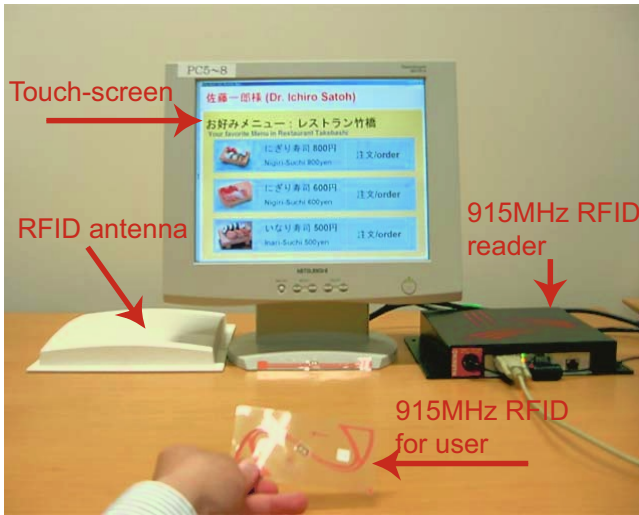 PC5~8
Touch-screen
佐藤一郎様 (Dr. Ichiro Satoh)
お好みメニュー：レストラン竹橋
Your favorite Menu in Restaurant Takebashi
にぎり寿司 800円
Nigiri-Suchi 800yen
注文/order
にぎり寿司 600円
Nigiri-Suchi 600yen
注文/order
いなり寿司 500円
Inari-Suchi 500yen
注文/order
MITSUBISHI
RFID antenna
915MHz RFID
reader
915MHz RFID
for user